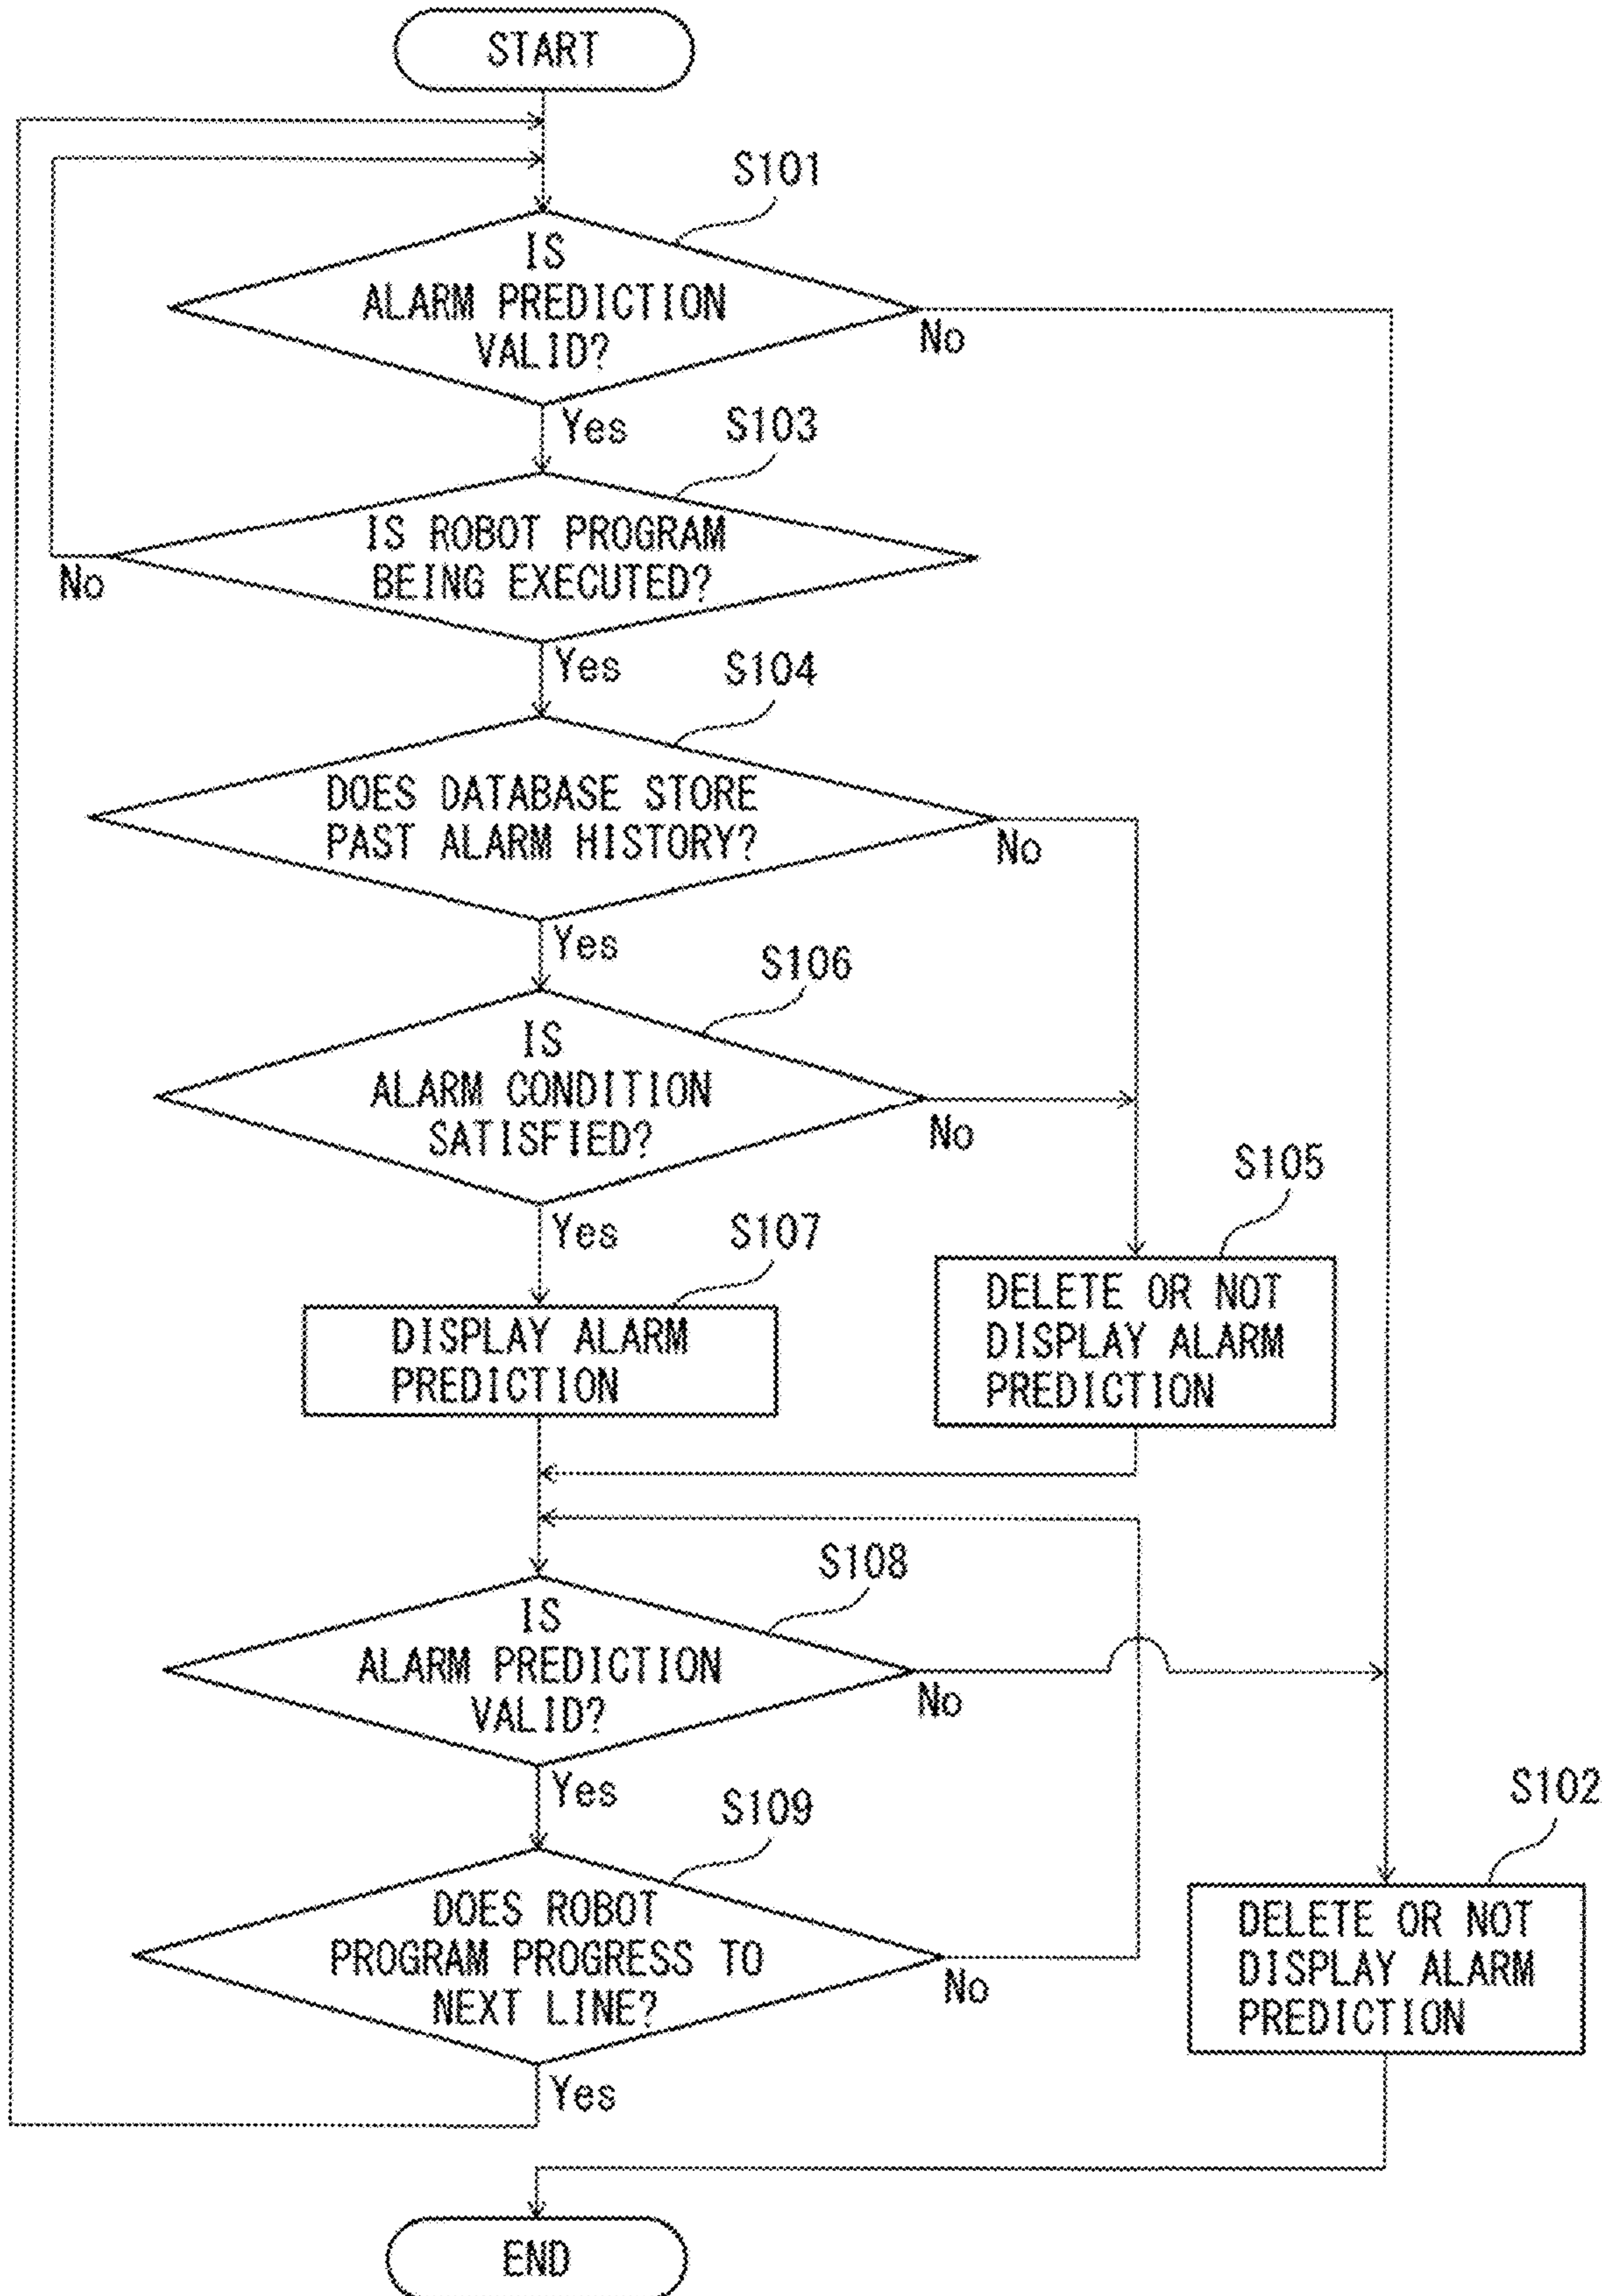 START
S101
IS
ALARM PREDICTION
VALID?
No
Yes
S103
IS ROBOT PROGRAM
BEING EXECUTED?
No
Yes
S104
DOES DATABASE STORE
PAST ALARM HISTORY?
No
Yes
S106
IS
ALARM CONDITION
SATISFIED?
No
Yes
S105
DELETE OR NOT
DISPLAY ALARM
PREDICTION
S107
DISPLAY ALARM
PREDICTION
S108
IS
ALARM PREDICTION
VALID?
No
Yes
S109
DOES ROBOT
PROGRAM PROGRESS TO
NEXT LINE?
No
Yes
S102
DELETE OR NOT
DISPLAY ALARM
PREDICTION
END